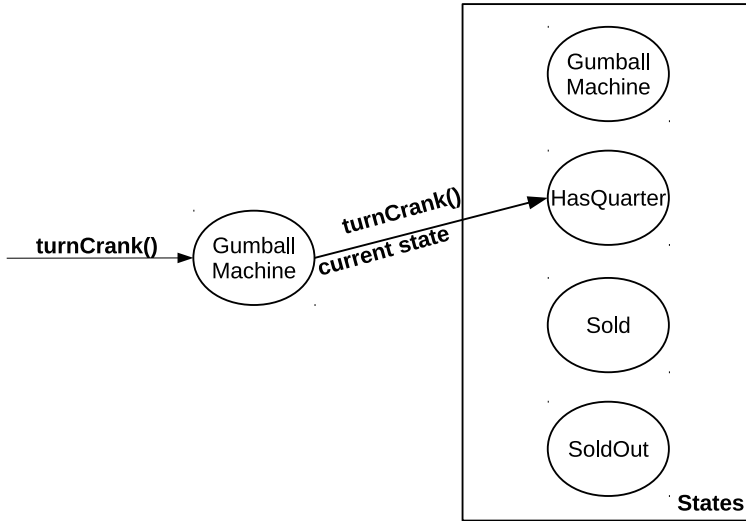 turnCrank()
Gumball
Machine
turnCrank()
current state
Gumball
Machine
HasQuarter
Sold
SoldOut
States